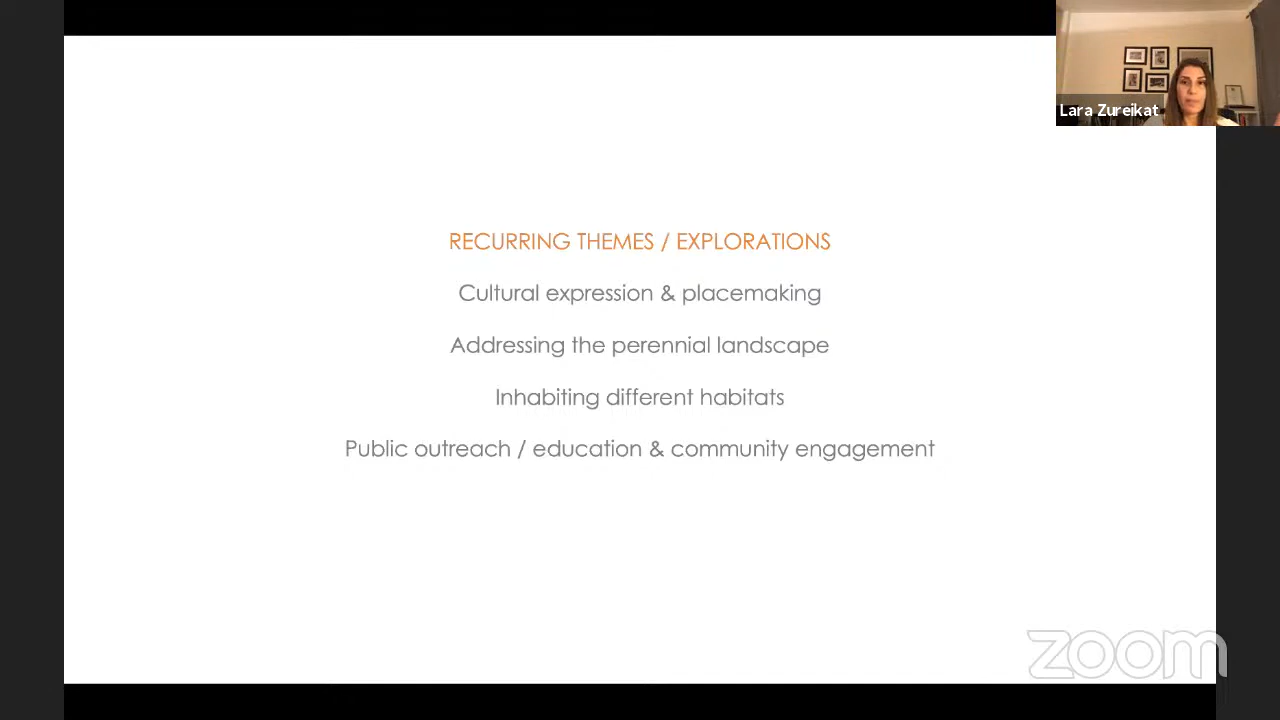 Lara Zureikat
RECURRING THEMES / EXPLORATIONS
Cultural expression & placemaking
Addressing the perennial landscape
Inhabiting different habitats
Public outreach / education & community engagement
zoom